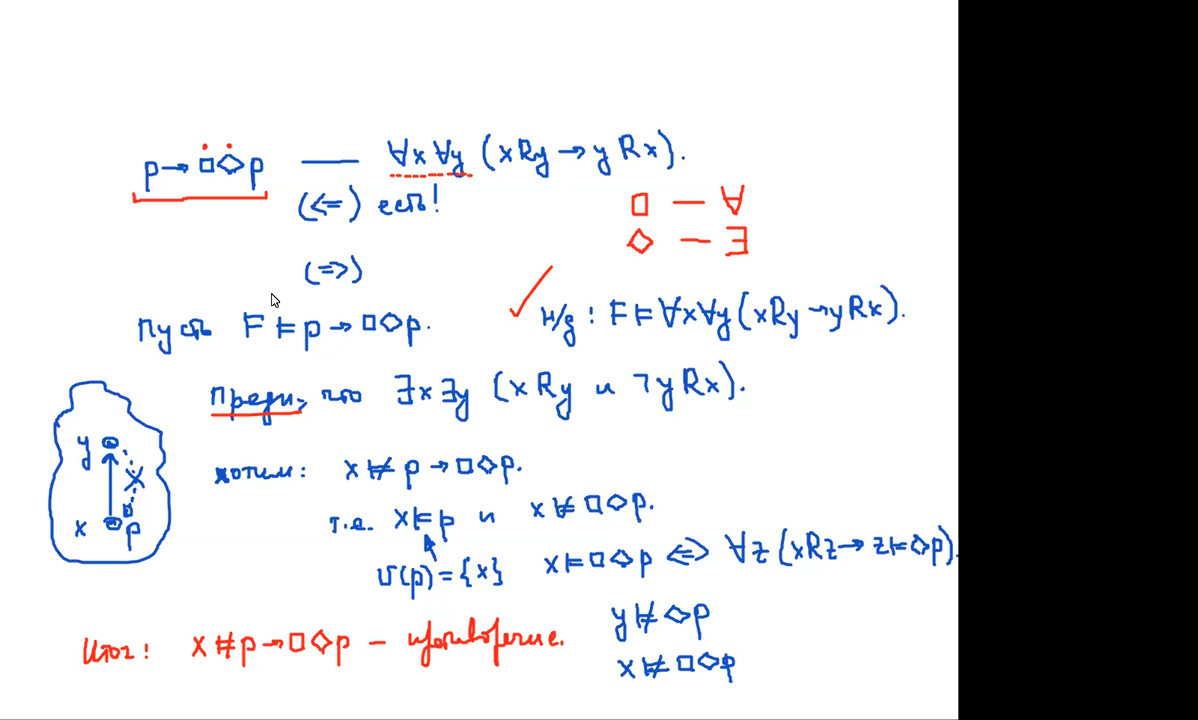 p → □◇p — ∀x∀y (xRy → yRx).
(<=) есть!
□ — ∀
◇ — ∃
(=>)
Пусть F ⊨ p → □◇p.
н/д : F ⊨ ∀x∀y (xRy → yRx).
Предп, что ∃x∃y (xRy и ¬yRx).
y
x p
хотим: x ⊭ p → □◇p.
т.е. x ⊨ p и x ⊭ □◇p.
v(p) = {x}
x ⊨ □◇p <=> ∀z (xRz → z ⊨ ◇p).
y ⊭ ◇p
x ⊭ □◇p
Итог: x ⊭ p → □◇p — противоречие.